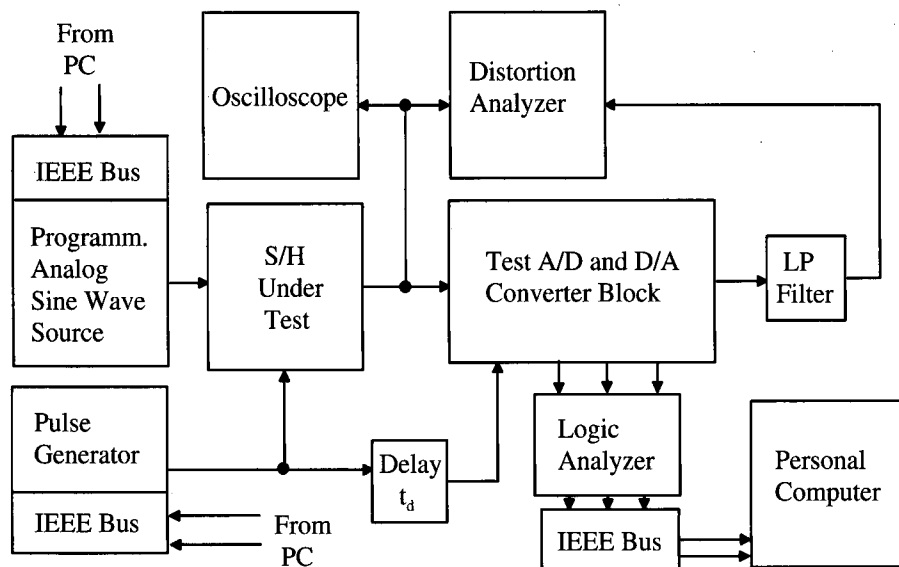 From
PC
Oscilloscope
Distortion
Analyzer
IEEE Bus
Programm.
Analog
Sine Wave
Source
S/H
Under
Test
Test A/D and D/A
Converter Block
LP
Filter
Pulse
Generator
IEEE Bus
From
PC
Delay
t_d
Logic
Analyzer
IEEE Bus
Personal
Computer